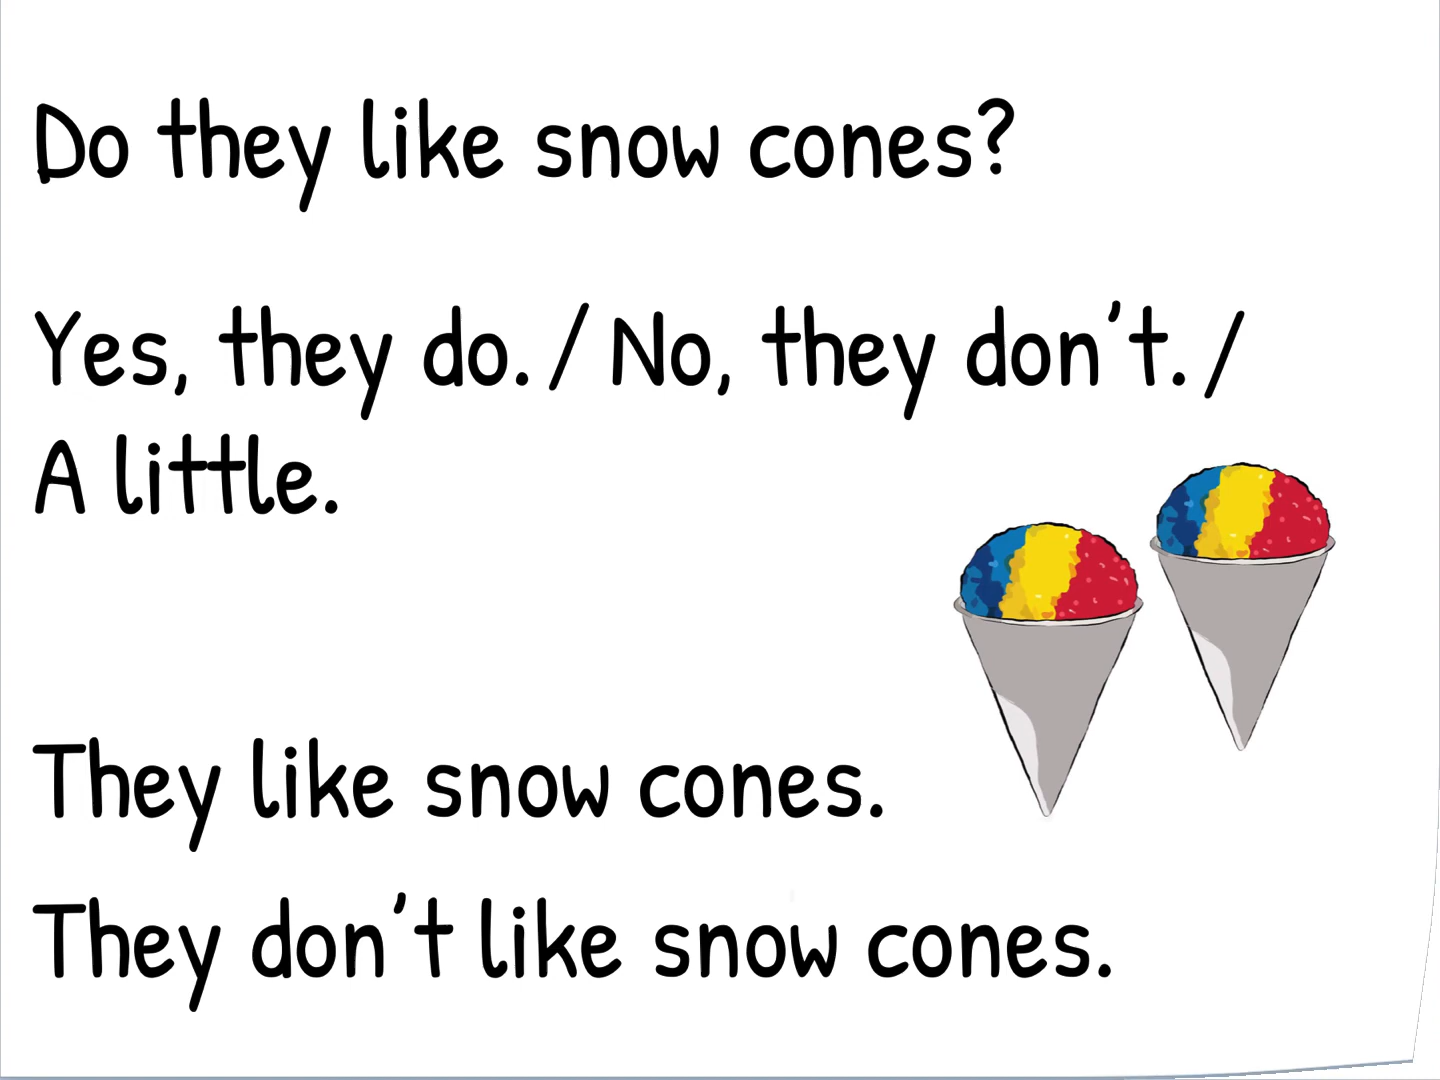 Do they like snow cones?
Yes, they do. / No, they don't. /
A little.
They like snow cones.
They don't like snow cones.